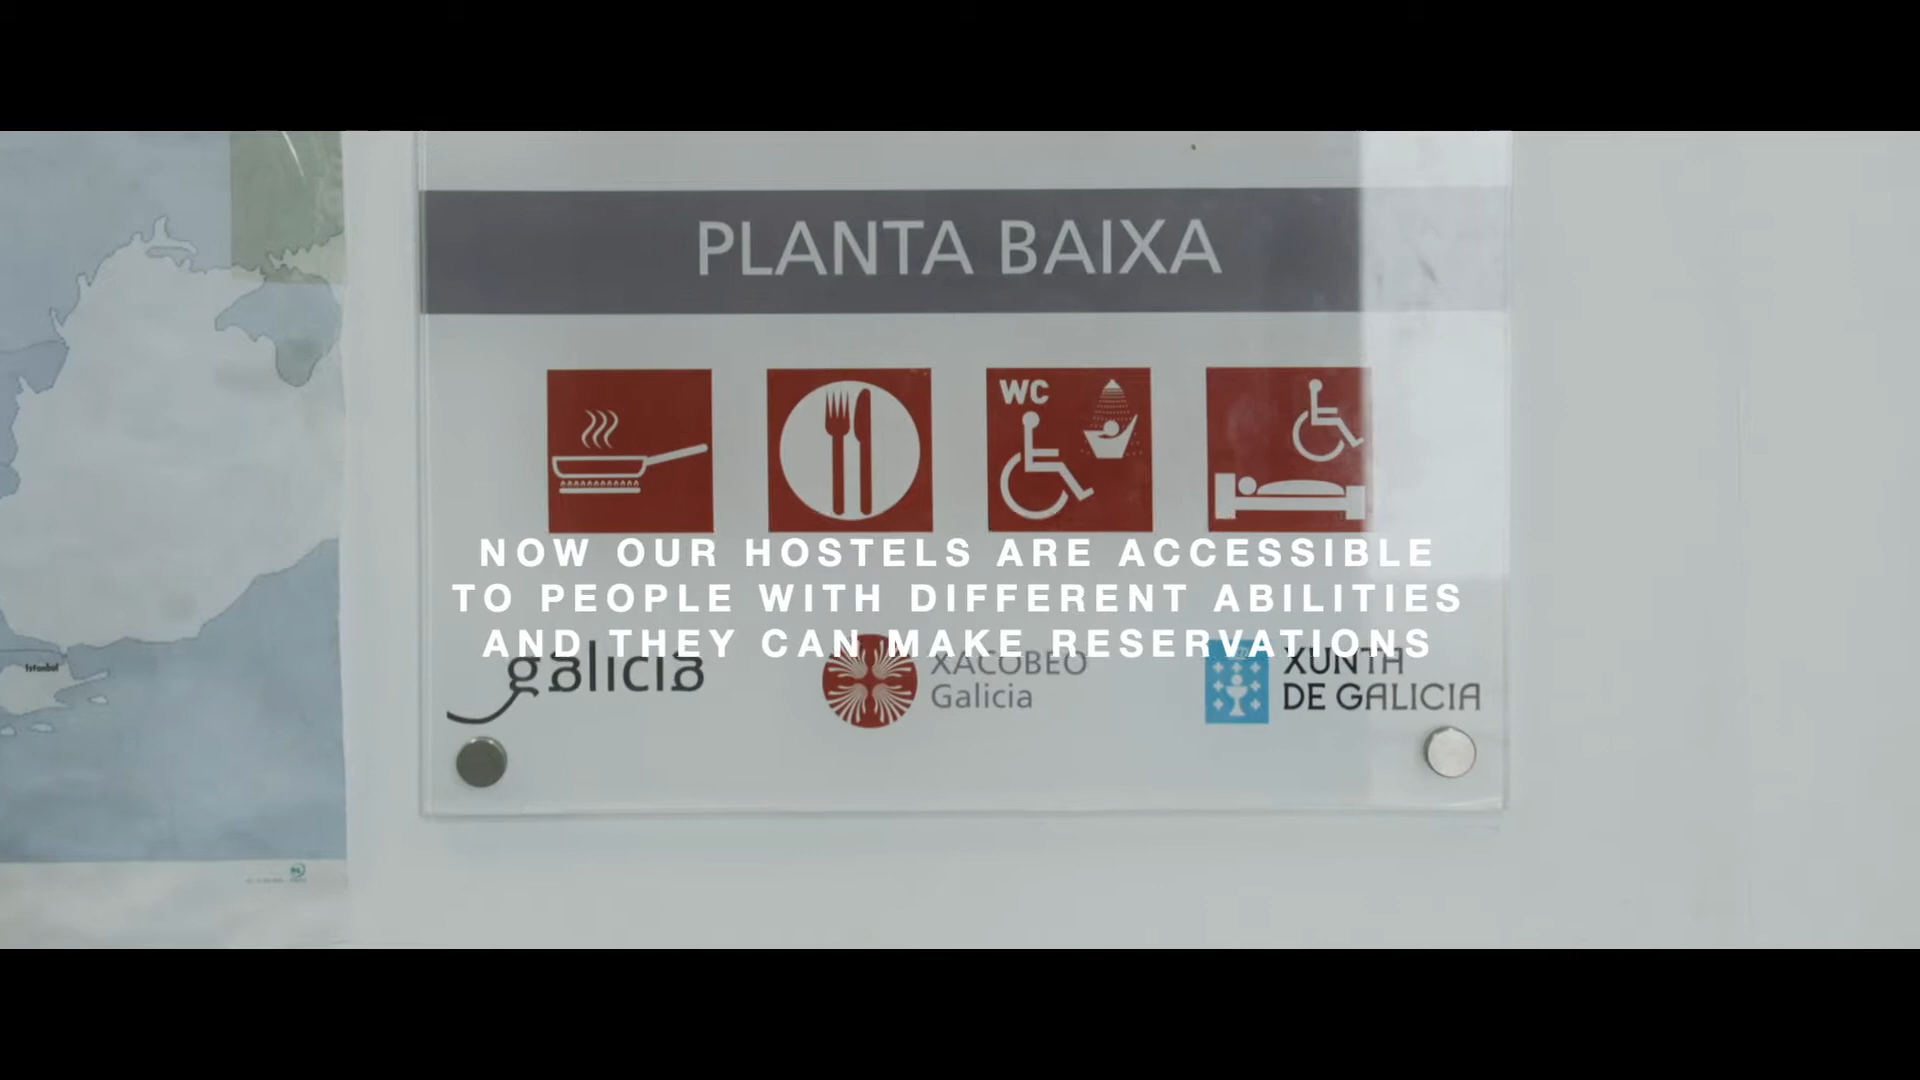 PLANTA BAIXA
WC
NOW OUR HOSTELS ARE ACCESSIBLE
TO PEOPLE WITH DIFFERENT ABILITIES
AND THEY CAN MAKE RESERVATIONS
galicia
XACOBEO
Galicia
XUNTA
DE GALICIA
Istanbul